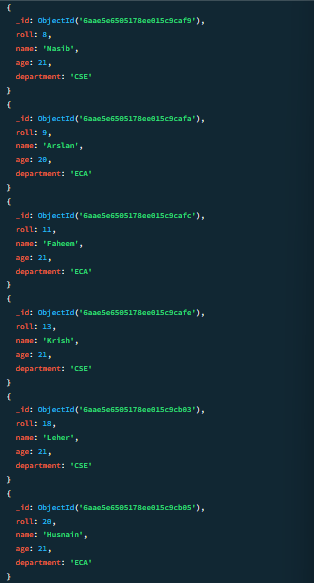 {
_id: ObjectId('6aae5e6505178ee015c9caf9'),
roll: 8,
name: 'Nasib',
age: 21,
department: 'CSE'
}
{
_id: ObjectId('6aae5e6505178ee015c9cafa'),
roll: 9,
name: 'Arslan',
age: 20,
department: 'ECA'
}
{
_id: ObjectId('6aae5e6505178ee015c9cafc'),
roll: 11,
name: 'Faheem',
age: 21,
department: 'ECA'
}
{
_id: ObjectId('6aae5e6505178ee015c9cafe'),
roll: 13,
name: 'Krish',
age: 21,
department: 'CSE'
}
{
_id: ObjectId('6aae5e6505178ee015c9cb03'),
roll: 18,
name: 'Leher',
age: 21,
department: 'CSE'
}
{
_id: ObjectId('6aae5e6505178ee015c9cb05'),
roll: 20,
name: 'Husnain',
age: 21,
department: 'ECA'
}